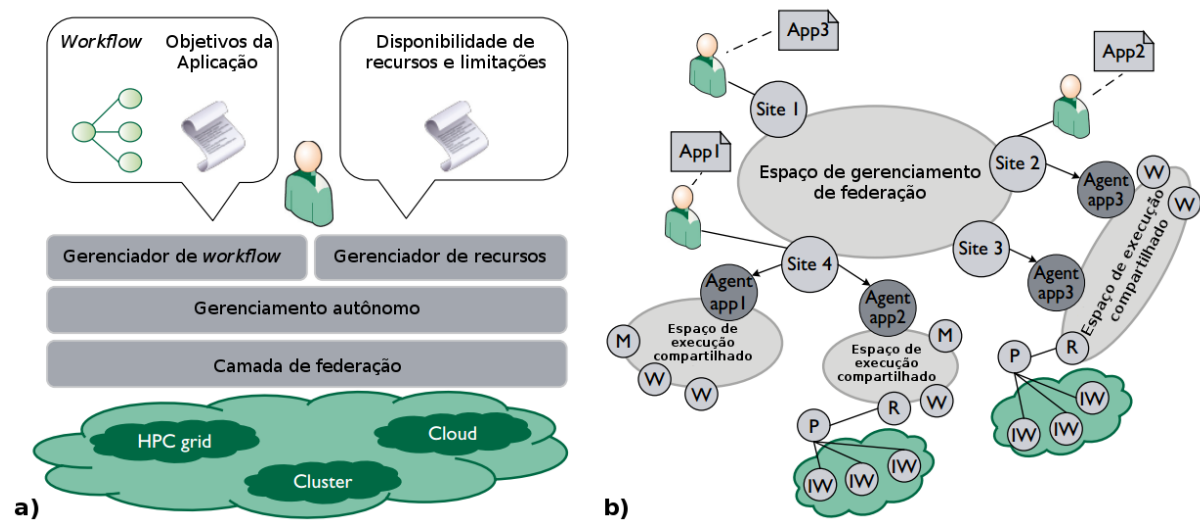 Workflow
Objetivos da
Aplicação
Disponibilidade de
recursos e limitações
Gerenciador de workflow
Gerenciador de recursos
Gerenciamento autônomo
Camada de federação
HPC grid
Cloud
Cluster
a)
b)
App3
App2
Site 1
App1
Espaço de gerenciamento
de federação
Site 2
Agent
app3
W
W
Espaço de execução
compartilhado
Site 3
Agent
app3
Site 4
Agent
app1
Agent
app2
Espaço de
execução
compartilhado
M
W
W
Espaço de
execução
compartilhado
M
W
R
P
IW
IW
IW
R
P
IW
IW
IW